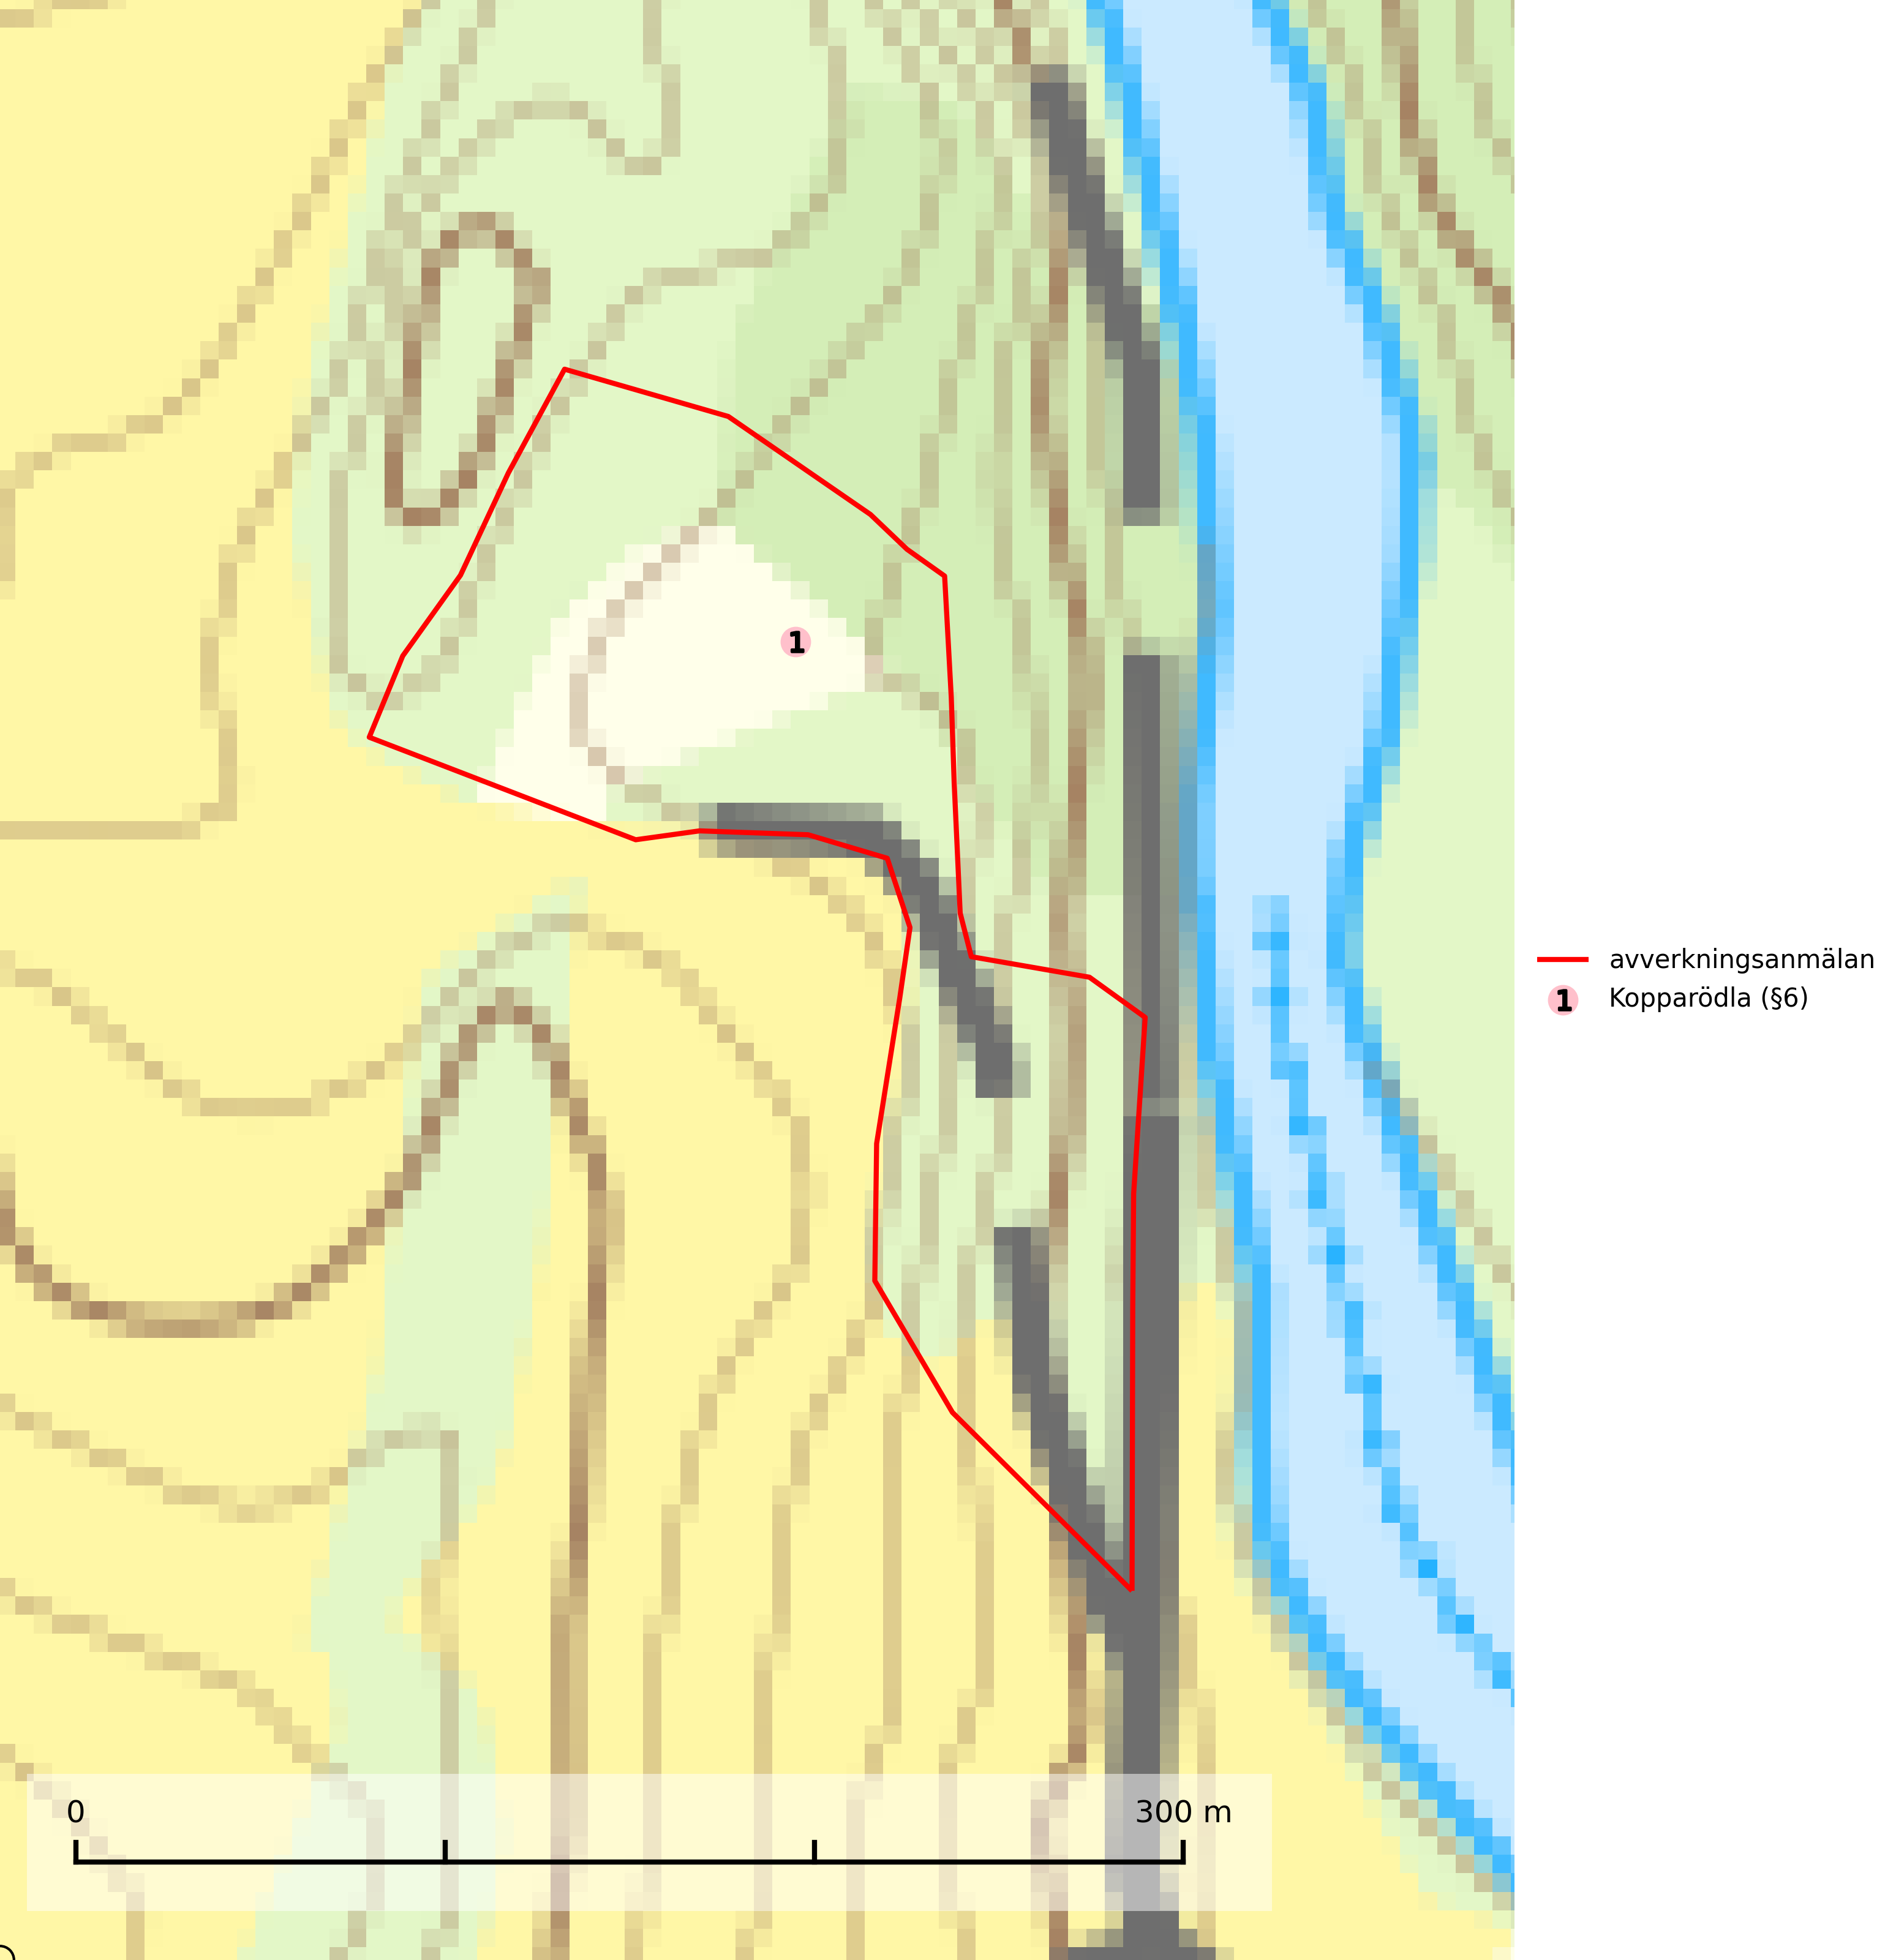 1
avverkningsanmälan
1 Kopparödla (§6)
0 300 m